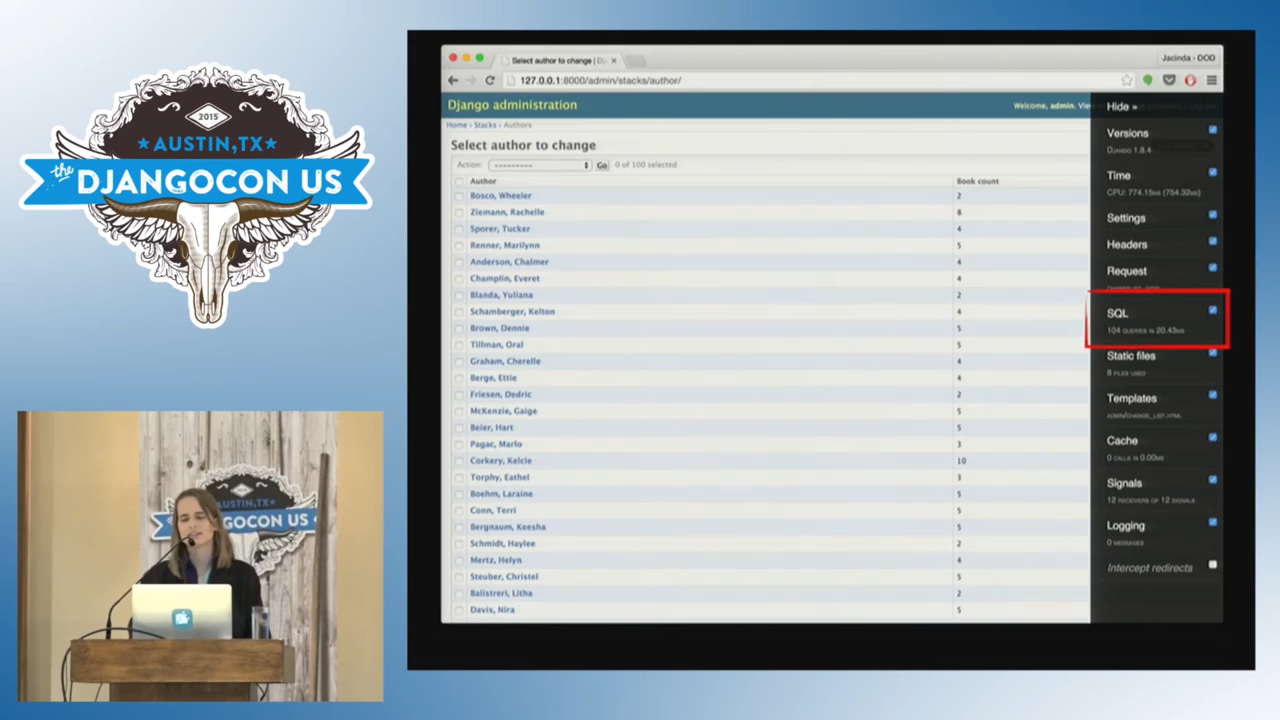 2015
AUSTIN, TX
the
DJANGOCON US
AUSTIN, TX
DJANGOCON US
Select author to change | Dj
Jacinda - DOD
127.0.0.1:8000/admin/stacks/author/
Django administration
Welcome, admin.
Home › Stacks › Authors
Select author to change
Action: --------- Go 0 of 100 selected
Author Book count
Bosco, Wheeler 2
Ziemann, Rachelle 8
Sporer, Tucker 4
Renner, Marilynn 5
Anderson, Chalmer 4
Champlin, Everet 4
Blanda, Yuliana 2
Schamberger, Kelton 4
Brown, Dennie 5
Tillman, Oral 5
Graham, Cherelle 4
Berge, Ettie 4
Friesen, Dedric 2
McKenzie, Gaige 5
Beier, Hart 5
Pagac, Marlo 3
Corkery, Kelcie 10
Torphy, Eathel 3
Boehm, Laraine 5
Conn, Terri 5
Bergnaum, Keesha 5
Schmidt, Haylee 2
Mertz, Helyn 4
Steuber, Christel 5
Balistreri, Litha 2
Davis, Nira 5
Hide »
Versions
Django 1.8.4
Time
CPU: 774.15ms (754.32ms)
Settings
Headers
Request
SQL
104 queries in 20.43ms
Static files
8 files used
Templates
admin/change_list.html
Cache
0 calls in 0.00ms
Signals
12 receivers of 12 signals
Logging
0 messages
Intercept redirects